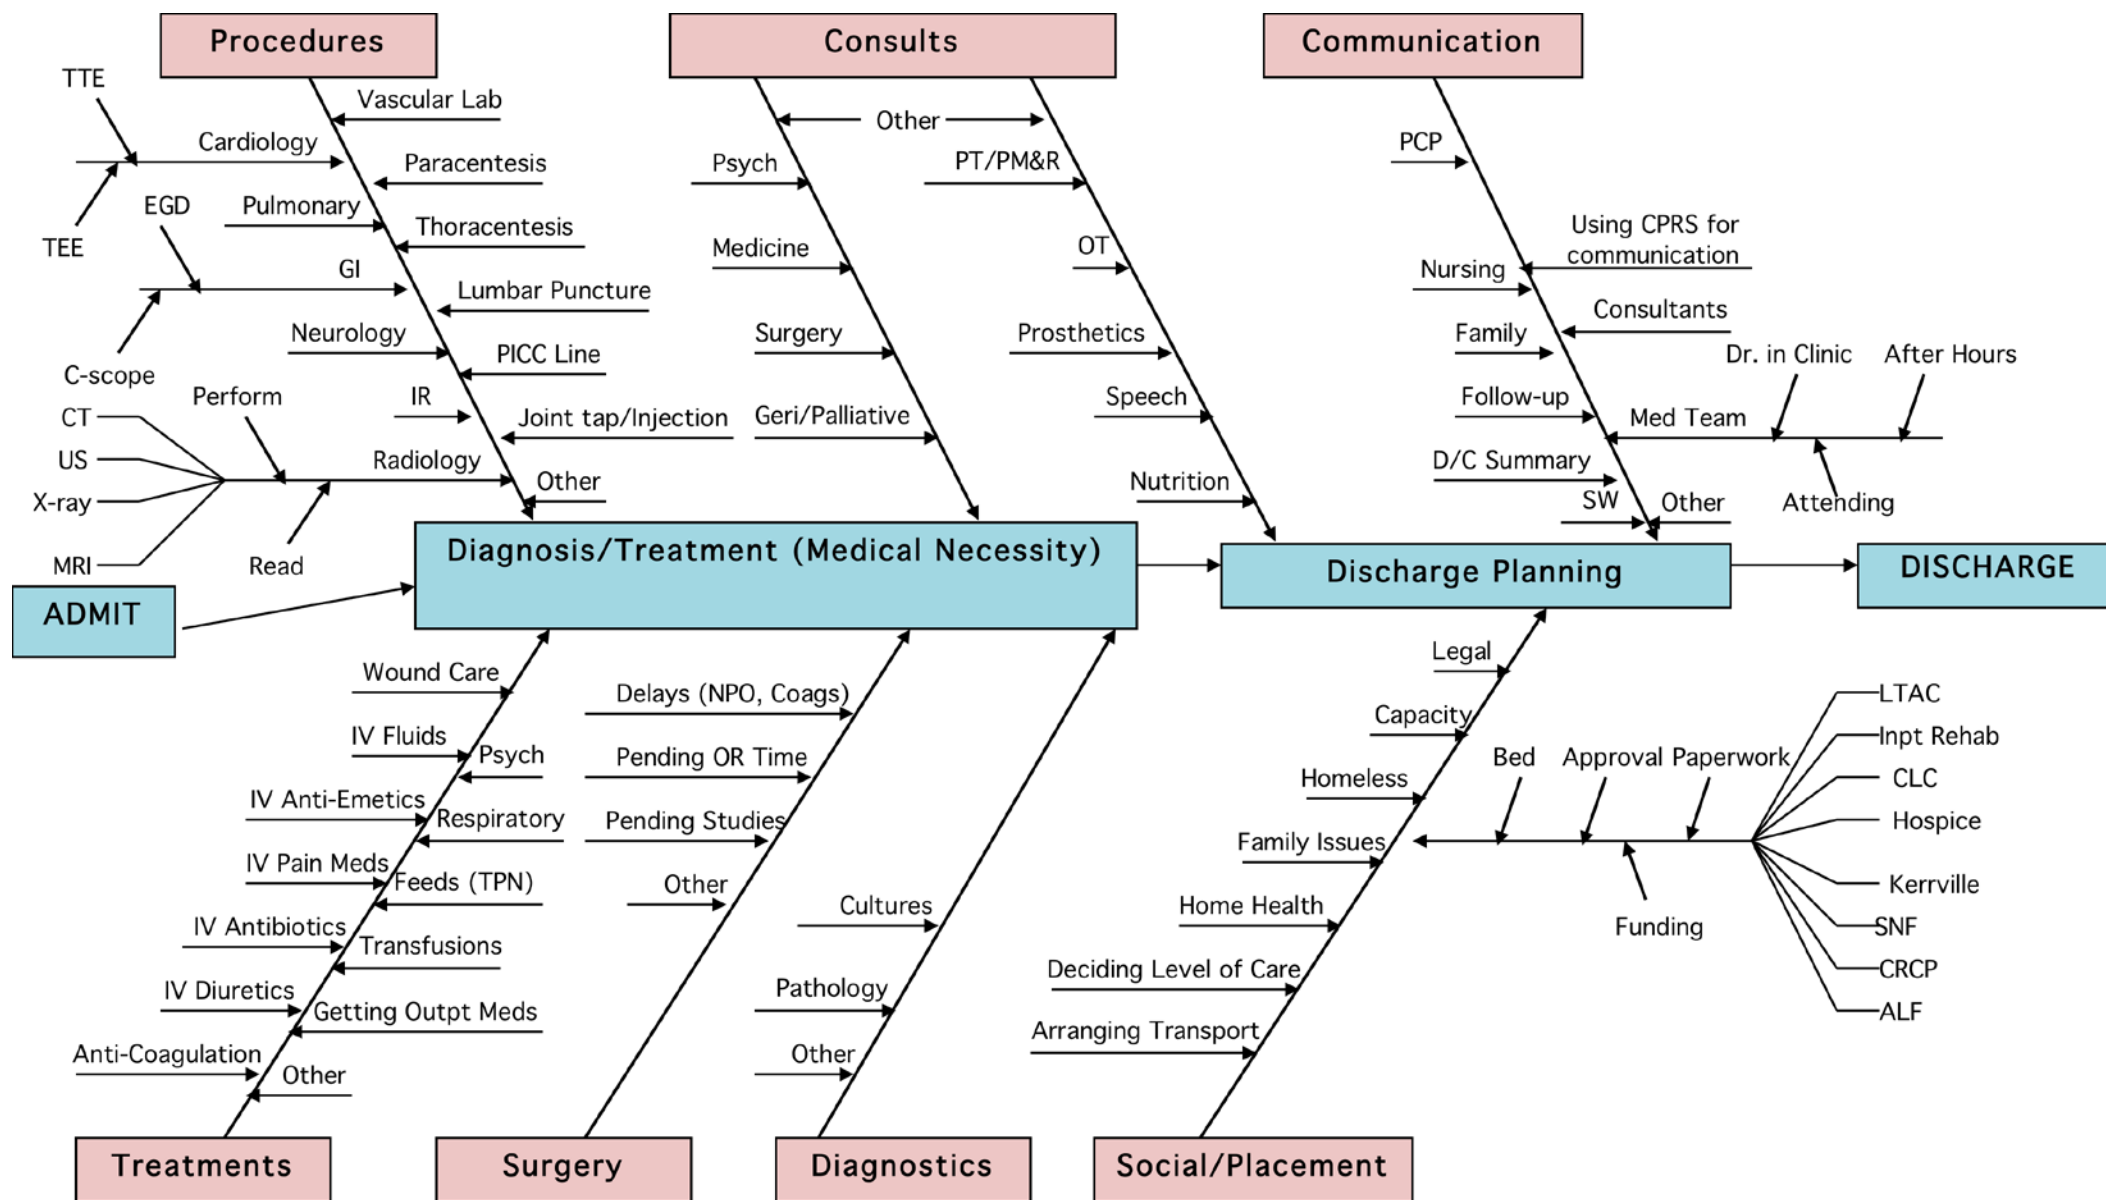 Procedures
Consults
Communication
TTE
Vascular Lab
Cardiology
Paracentesis
TEE
EGD
Pulmonary
Thoracentesis
GI
Lumbar Puncture
Neurology
PICC Line
C-scope
Perform
IR
Joint tap/Injection
CT
US
X-ray
MRI
Radiology
Read
Other
Other
Psych
PT/PM&R
Medicine
OT
Surgery
Prosthetics
Geri/Palliative
Speech
Nutrition
PCP
Using CPRS for
communication
Nursing
Consultants
Family
Dr. in Clinic
After Hours
Follow-up
Med Team
D/C Summary
Attending
SW
Other
ADMIT
Diagnosis/Treatment (Medical Necessity)
Discharge Planning
DISCHARGE
Wound Care
IV Fluids
Psych
IV Anti-Emetics
Respiratory
IV Pain Meds
Feeds (TPN)
IV Antibiotics
Transfusions
IV Diuretics
Getting Outpt Meds
Anti-Coagulation
Other
Delays (NPO, Coags)
Pending OR Time
Pending Studies
Other
Cultures
Pathology
Other
Legal
Capacity
Homeless
Family Issues
Home Health
Deciding Level of Care
Arranging Transport
Bed
Approval
Paperwork
Funding
LTAC
Inpt Rehab
CLC
Hospice
Kerrville
SNF
CRCP
ALF
Treatments
Surgery
Diagnostics
Social/Placement